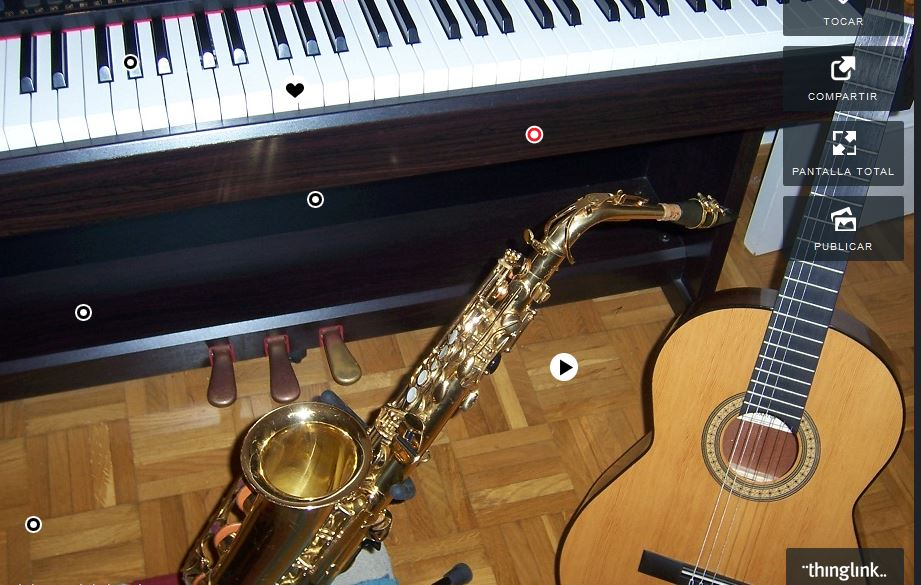 TOCAR
COMPARTIR
PANTALLA TOTAL
PUBLICAR
thinglink..